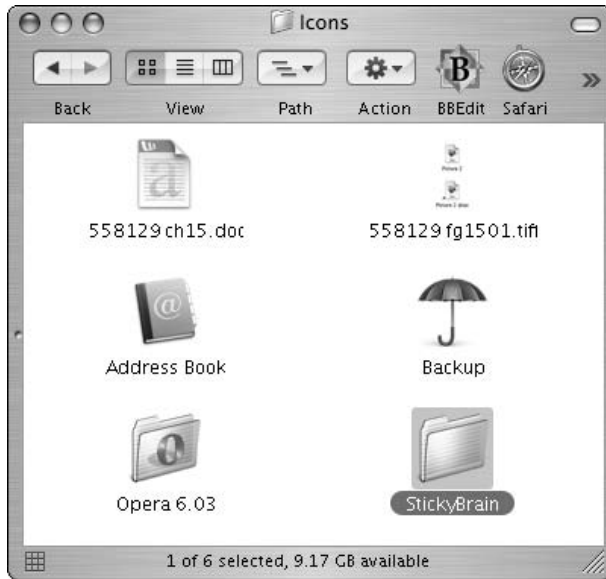 Icons
Back View Path Action BBEdit Safari
558129 ch15.doc 558129 fg1501.tiff
Address Book Backup
Opera 6.03 StickyBrain
1 of 6 selected, 9.17 GB available